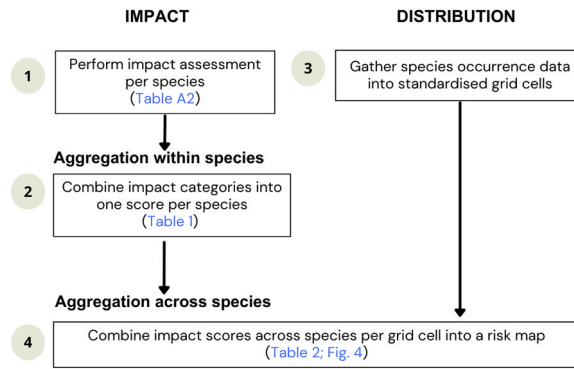 IMPACT
DISTRIBUTION
1
Perform impact assessment
per species
(Table A2)
3
Gather species occurrence data
into standardised grid cells
Aggregation within species
2
Combine impact categories into
one score per species
(Table 1)
Aggregation across species
4
Combine impact scores across species per grid cell into a risk map
(Table 2; Fig. 4)